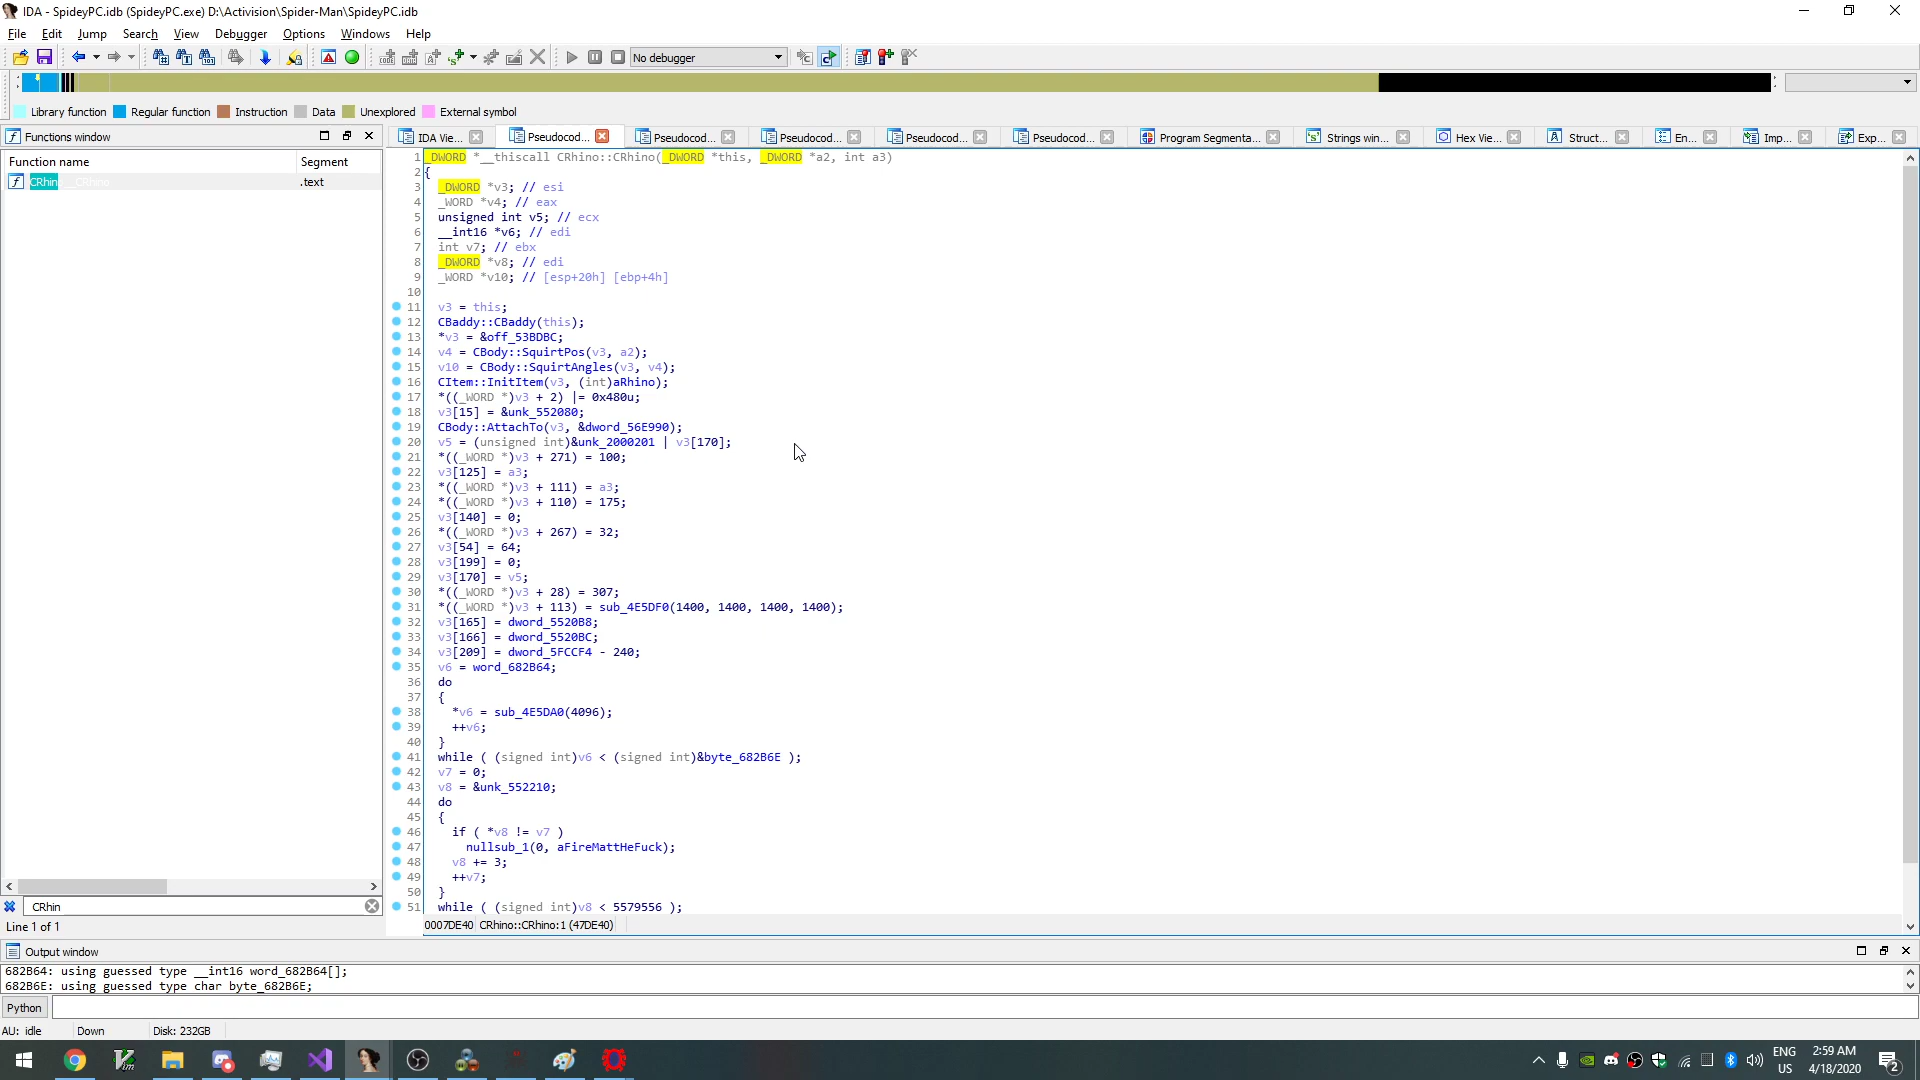 IDA - SpideyPC.idb (SpideyPC.exe) D:\Activision\Spider-Man\SpideyPC.idb
File Edit Jump Search View Debugger Options Windows Help
No debugger
Library function Regular function Instruction Data Unexplored External symbol
Functions window
IDA Vie... Pseudocod... Pseudocod... Pseudocod... Pseudocod... Pseudocod... Program Segmenta... Strings win... Hex Vie... Struct... En... Imp... Exp...
Function name Segment
CRhino::CRhino .text
1 _DWORD *__thiscall CRhino::CRhino(_DWORD *this, _DWORD *a2, int a3)
2 {
3 _DWORD *v3; // esi
4 _WORD *v4; // eax
5 unsigned int v5; // ecx
6 __int16 *v6; // edi
7 int v7; // ebx
8 _DWORD *v8; // edi
9 _WORD *v10; // [esp+20h] [ebp+4h]
10
11 v3 = this;
12 CBaddy::CBaddy(this);
13 *v3 = &off_53BDBC;
14 v4 = CBody::SquirtPos(v3, a2);
15 v10 = CBody::SquirtAngles(v3, v4);
16 CItem::InitItem(v3, (int)aRhino);
17 *((_WORD *)v3 + 2) |= 0x480u;
18 v3[15] = &unk_552080;
19 CBody::AttachTo(v3, &dword_56E990);
20 v5 = (unsigned int)&unk_2000201 | v3[170];
21 *((_WORD *)v3 + 271) = 100;
22 v3[125] = a3;
23 *((_WORD *)v3 + 111) = a3;
24 *((_WORD *)v3 + 110) = 175;
25 v3[140] = 0;
26 *((_WORD *)v3 + 267) = 32;
27 v3[54] = 64;
28 v3[199] = 0;
29 v3[170] = v5;
30 *((_WORD *)v3 + 28) = 307;
31 *((_WORD *)v3 + 113) = sub_4E5DF0(1400, 1400, 1400, 1400);
32 v3[165] = dword_5520B8;
33 v3[166] = dword_5520BC;
34 v3[209] = dword_5FCCF4 - 240;
35 v6 = word_682B64;
36 do
37 {
38 *v6 = sub_4E5DA0(4096);
39 ++v6;
40 }
41 while ( (signed int)v6 < (signed int)&byte_682B6E );
42 v7 = 0;
43 v8 = &unk_552210;
44 do
45 {
46 if ( *v8 != v7 )
47 nullsub_1(0, aFireMattHeFuck);
48 v8 += 3;
49 ++v7;
50 }
51 while ( (signed int)v8 < 5579556 );
CRhin
Line 1 of 1
0007DE40 CRhino::CRhino:1 (47DE40)
Output window
682B64: using guessed type __int16 word_682B64[];
682B6E: using guessed type char byte_682B6E;
Python
AU: idle Down Disk: 232GB
ENG
US
2:59 AM
4/18/2020
2